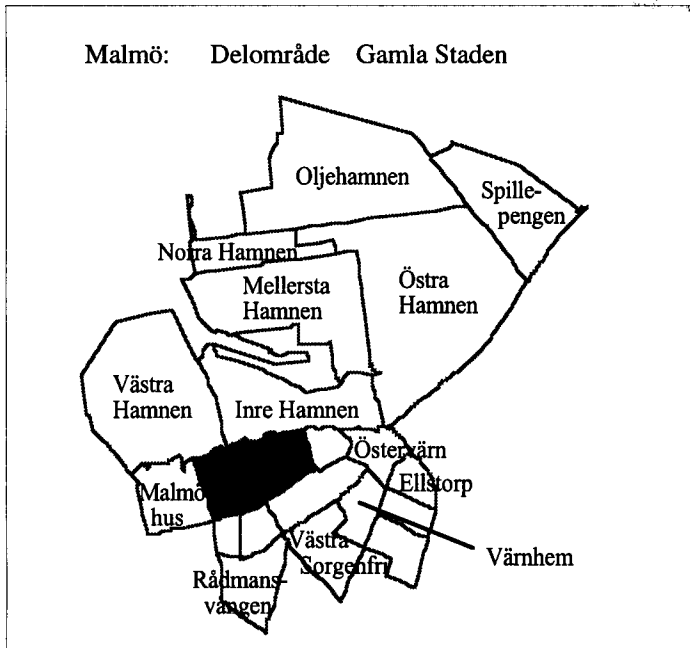 Malmö: Delområde Gamla Staden
Oljehamnen
Spille-
pengen
Norra Hamnen
Mellersta
Hamnen
Östra
Hamnen
Västra
Hamnen
Inre Hamnen
Östervärn
Ellstorp
Malmö
hus
Västra
Sorgenfri
Värnhem
Rådmans-
vangen